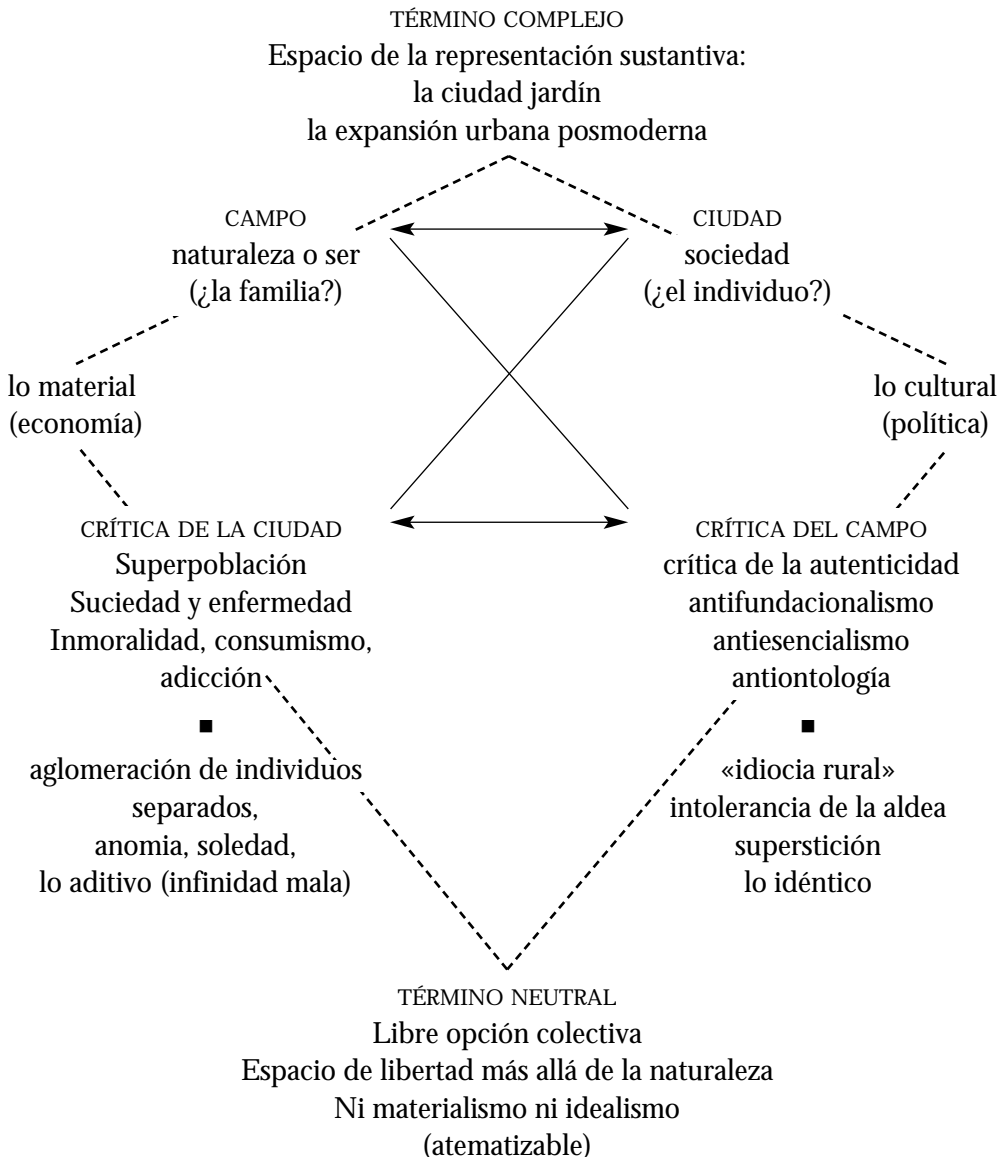 TÉRMINO COMPLEJO
Espacio de la representación sustantiva:
la ciudad jardín
la expansión urbana posmoderna
CAMPO
naturaleza o ser
(¿la familia?)
CIUDAD
sociedad
(¿el individuo?)
lo material
(economía)
lo cultural
(política)
CRÍTICA DE LA CIUDAD
Superpoblación
Suciedad y enfermedad
Inmoralidad, consumismo,
adicción
aglomeración de individuos
separados,
anomia, soledad,
lo aditivo (infinidad mala)
CRÍTICA DEL CAMPO
crítica de la autenticidad
antifundacionalismo
antiesencialismo
antiontología
«idiocia rural»
intolerancia de la aldea
superstición
lo idéntico
TÉRMINO NEUTRAL
Libre opción colectiva
Espacio de libertad más allá de la naturaleza
Ni materialismo ni idealismo
(atematizable)